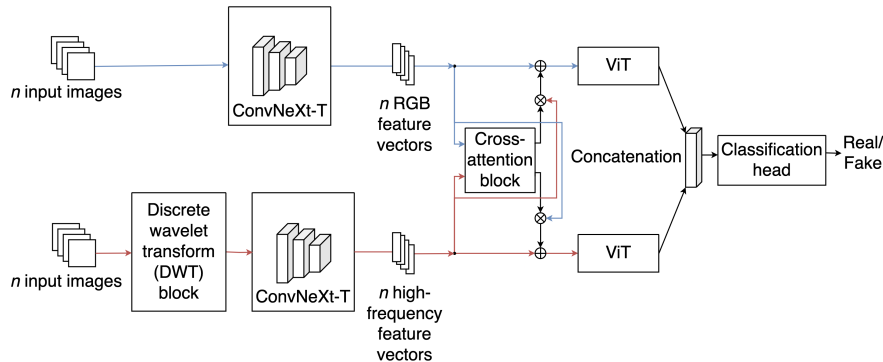 n input images
ConvNeXt-T
n RGB
feature
vectors
ViT
Cross-
attention
block
Concatenation
Classification
head
Real/
Fake
n input images
Discrete
wavelet
transform
(DWT)
block
ConvNeXt-T
n high-
frequency
feature
vectors
ViT